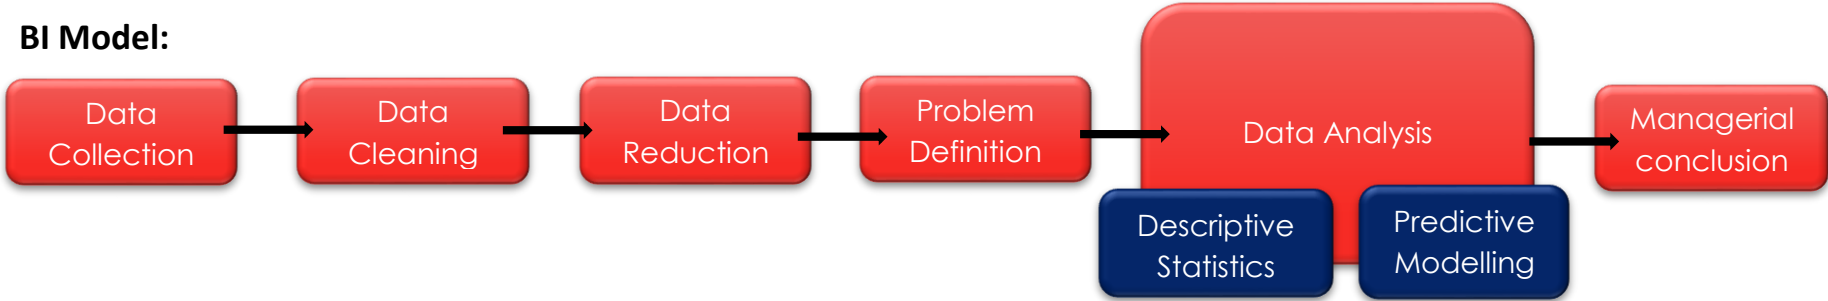 BI Model:
Data
Collection
Data
Cleaning
Data
Reduction
Problem
Definition
Data Analysis
Descriptive
Statistics
Predictive
Modelling
Managerial
conclusion